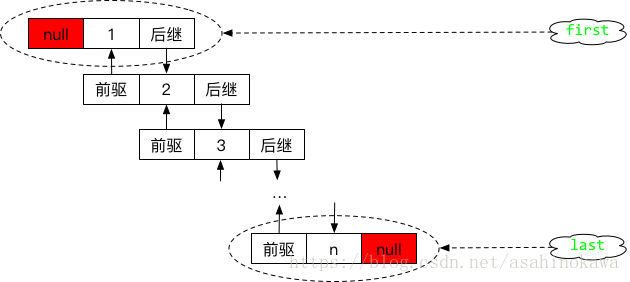 null 1 后继 first
前驱 2 后继
前驱 3 后继
...
前驱 n null last
https://blog.csdn.net/asahinokawa